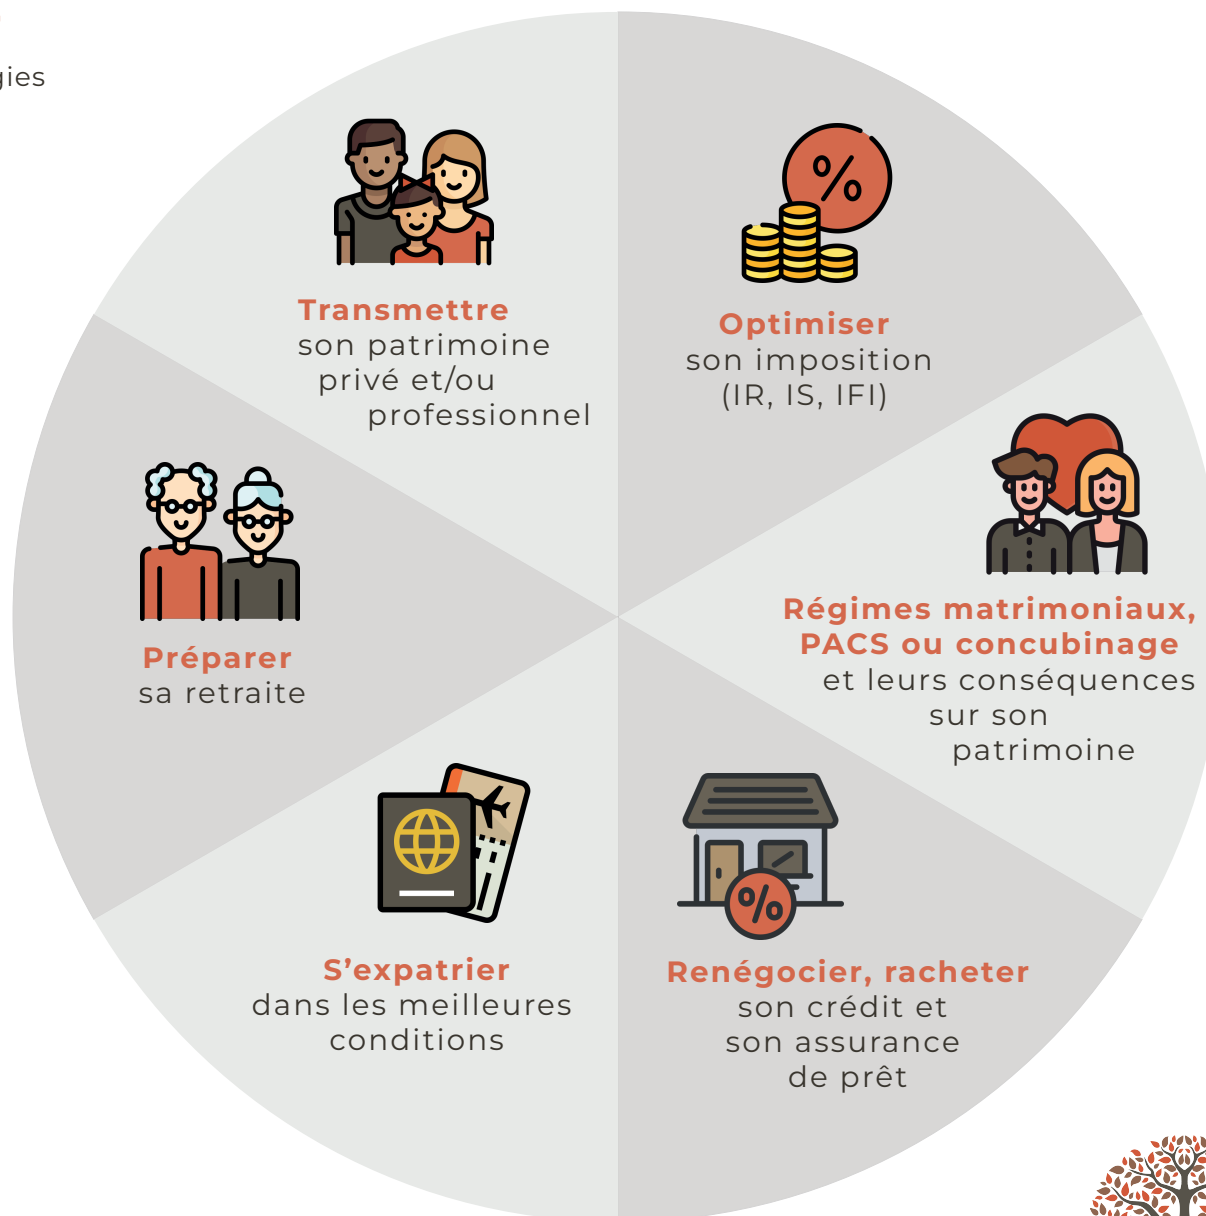 Transmettre
son patrimoine
privé et/ou
professionnel
Optimiser
son imposition
(IR, IS, IFI)
Régimes matrimoniaux,
PACS ou concubinage
et leurs conséquences
sur son
patrimoine
Renégocier, racheter
son crédit et
son assurance
de prêt
S’expatrier
dans les meilleures
conditions
Préparer
sa retraite